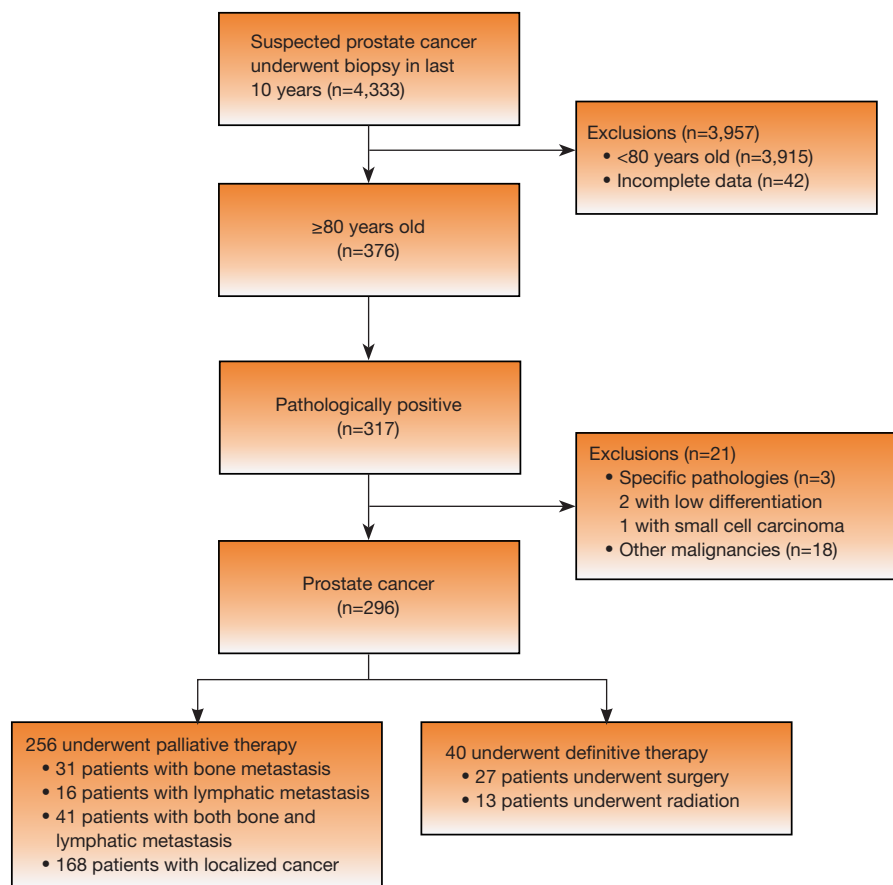 Suspected prostate cancer
underwent biopsy in last
10 years (n=4,333)
Exclusions (n=3,957)
• <80 years old (n=3,915)
• Incomplete data (n=42)
≥80 years old
(n=376)
Pathologically positive
(n=317)
Exclusions (n=21)
• Specific pathologies (n=3)
2 with low differentiation
1 with small cell carcinoma
• Other malignancies (n=18)
Prostate cancer
(n=296)
256 underwent palliative therapy
• 31 patients with bone metastasis
• 16 patients with lymphatic metastasis
• 41 patients with both bone and
lymphatic metastasis
• 168 patients with localized cancer
40 underwent definitive therapy
• 27 patients underwent surgery
• 13 patients underwent radiation